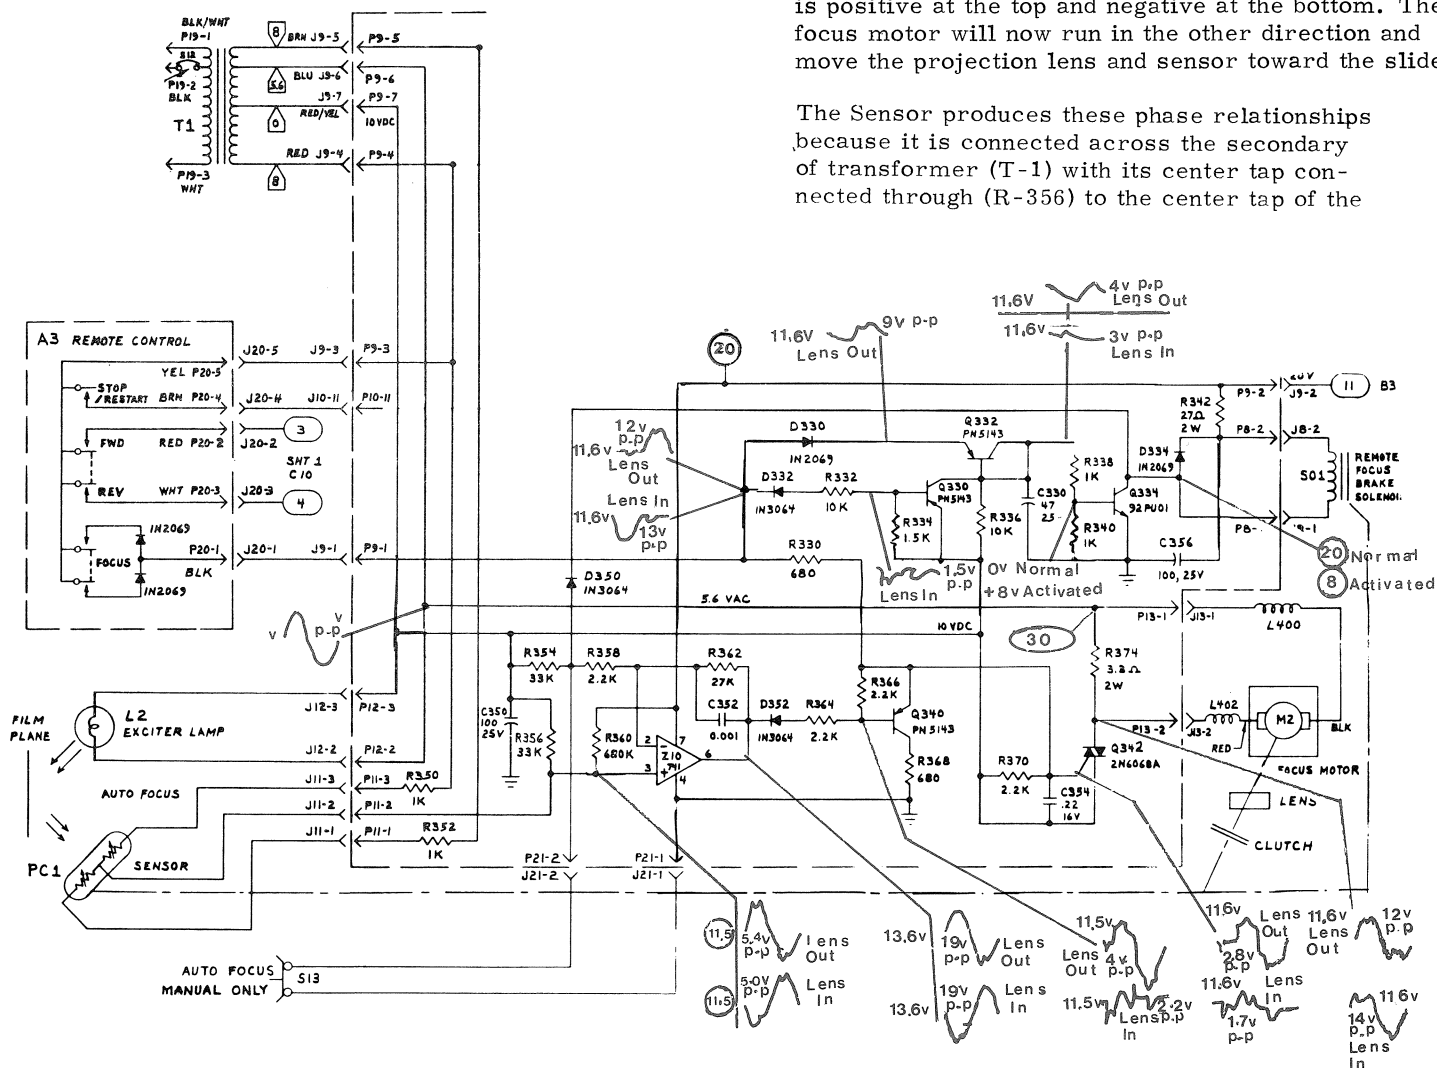 is positive at the top and negative at the bottom. The
focus motor will now run in the other direction and
move the projection lens and sensor toward the slide
The Sensor produces these phase relationships
because it is connected across the secondary
of transformer (T-1) with its center tap con-
nected through (R-356) to the center tap of the
BLK/WHT
P19-1
S12
P19-2
BLK
T1
P19-3
WHT
8
BRN J9-5
P9-5
BLU J9-6
P9-6
5.6
J9-7
P9-7
RED/YEL
10VDC
0
RED J9-4
P9-4
8
A3 REMOTE CONTROL
YEL P20-5
J20-5
J9-3
P9-3
STOP
/RESTART
BRN P20-4
J20-4
J10-11
P10-11
FWD
RED P20-2
J20-2
3
SHT 1
C10
REV
WHT P20-3
J20-3
4
1N2069
FOCUS
P20-1
BLK
J20-1
J9-1
P9-1
1N2069
v
v
p-p
FILM
PLANE
L2
EXCITER LAMP
J12-3
P12-3
J12-2
P12-2
AUTO FOCUS
J11-3
P11-3
R350
1K
J11-2
P11-2
J11-1
P11-1
R352
1K
PC1
SENSOR
AUTO FOCUS
MANUAL ONLY
S13
P21-2
J21-2
P21-1
J21-1
20
11.6V
9V p-p
Lens Out
11.6V
4v p.p
Lens Out
11.6v
3v p.p
Lens In
12v
p.p
11.6v
Lens
Out
Lens In
11.6v
13v
p.p
D330
1N2069
D332
1N3064
R332
10K
Q332
PN5143
Q330
PN5143
R334
1.5K
R336
10K
C330
47
25
R338
1K
R340
1K
Q334
92PU01
D334
1N2069
R342
27Ω
2W
P9-2
J9-2
11
B3
P8-2
J8-2
S01
REMOTE
FOCUS
BRAKE
C356
100, 25V
20
Normal
8
Activated
R330
680
Lens In
1.5v
p.p
0v Normal
+8v Activated
D350
1N3064
5.6 VAC
10VDC
30
P13-1
J13-1
L400
R354
33K
R358
2.2K
R362
27K
C350
100
25V
R356
33K
R360
680K
C352
0.001
D352
1N3064
R364
2.2K
R366
2.2K
Q340
PN5143
R368
680
2
3
7
4
6
741
R370
2.2K
C354
.22
16V
R374
3.3Ω
2W
Q342
2N6068A
P13-2
J13-2
L402
RED
M2
BLK
FOCUS MOTOR
LENS
CLUTCH
11.5
5.4v
p-p
Lens
Out
11.5
5.0v
p-p
Lens
In
13.6v
19v
p-p
Lens
Out
13.6v
19v
p-p
Lens
In
11.5v
Lens
Out
4v
p.p
11.5v
2.2v
p.p
Lens
In
11.6v
Lens
Out
2.8v
p.p
11.6v
Lens
In
1.7v
p-p
11.6v
Lens
Out
12v
p.p
11.6v
14v
p.p
Lens
In